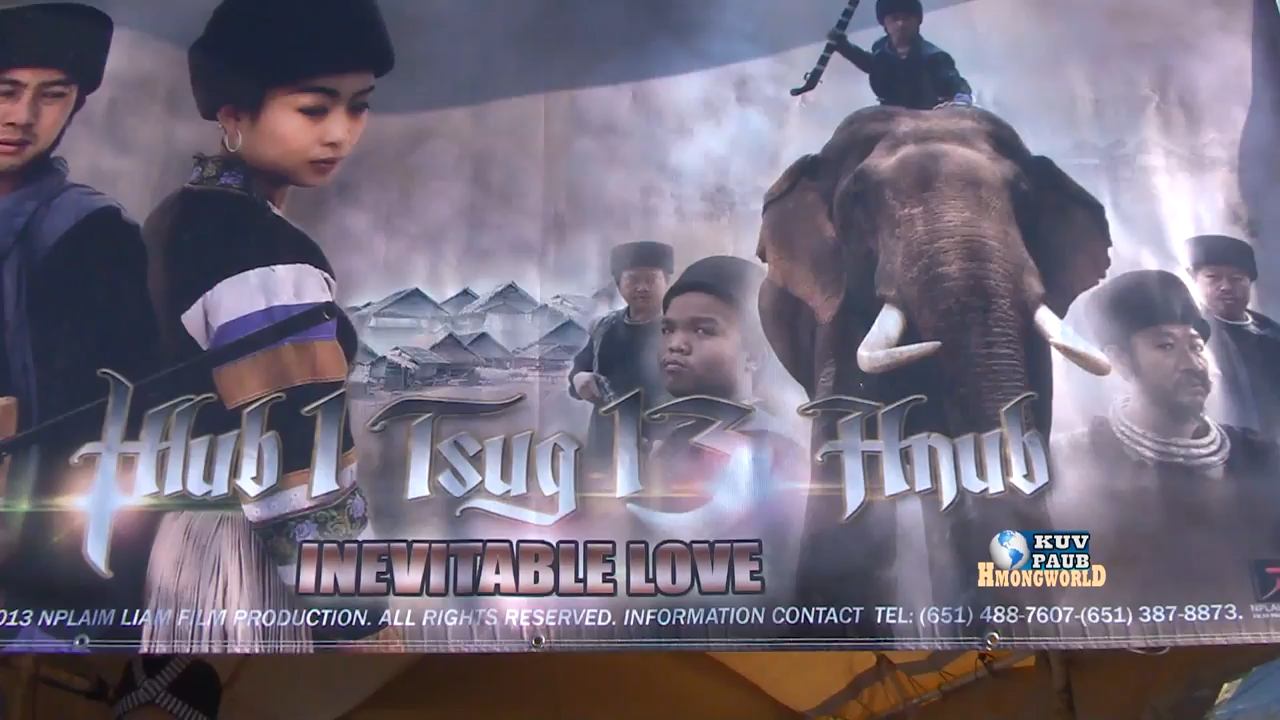 Hlub 1 Tsug 13 Hnub
INEVITABLE LOVE
KUV
PAUB
HMONGWORLD
013 NPLAIM LIAM FILM PRODUCTION. ALL RIGHTS RESERVED. INFORMATION CONTACT TEL: (651) 488-7607-(651) 387-8873.